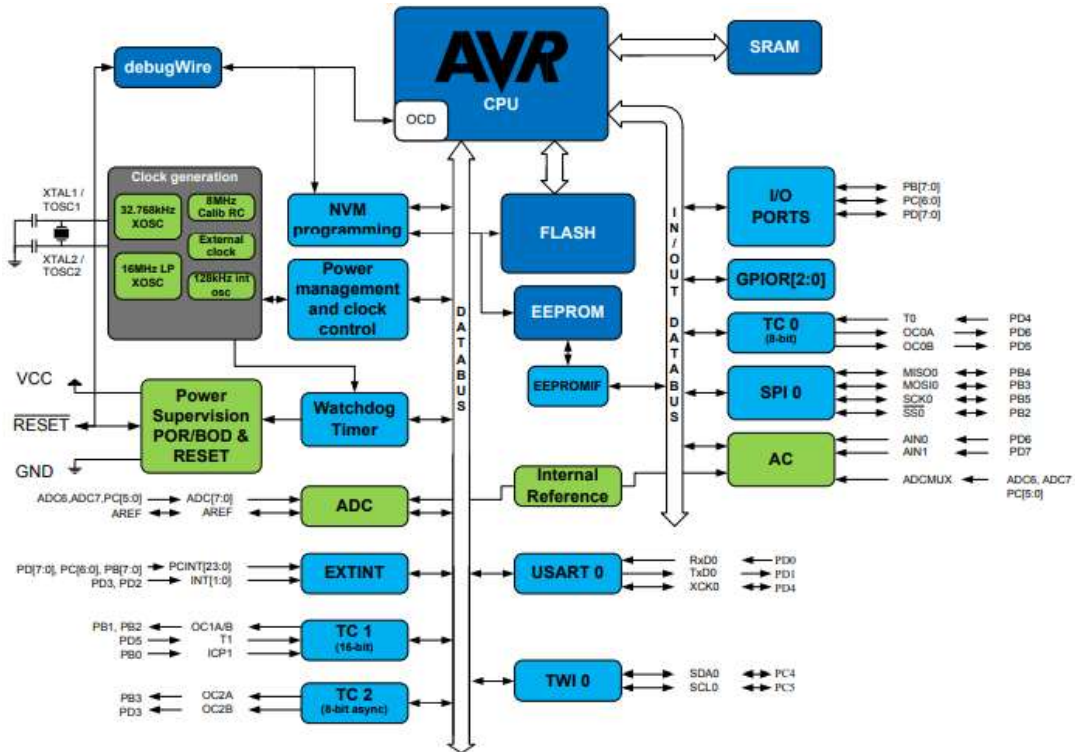 AVR
CPU
OCD
SRAM
debugWire
Clock generation
XTAL1 /
TOSC1
XTAL2 /
TOSC2
32.768kHz
XOSC
8MHz
Calib RC
External
clock
16MHz LP
XOSC
128kHz int
osc
NVM
programming
Power
management
and clock
control
FLASH
EEPROM
EEPROMIF
DATABUS
IN/OUT DATABUS
I/O
PORTS
PB[7:0]
PC[6:0]
PD[7:0]
GPIOR[2:0]
TC 0
(8-bit)
T0 PD4
OC0A PD6
OC0B PD5
SPI 0
MISO0 PB4
MOSI0 PB3
SCK0 PB5
SS0 PB2
VCC
RESET
GND
Power
Supervision
POR/BOD &
RESET
Watchdog
Timer
Internal
Reference
AC
AIN0 PD6
AIN1 PD7
ADCMUX ADC6, ADC7
PC[5:0]
ADC6,ADC7,PC[5:0] ADC[7:0]
AREF AREF
ADC
PD[7:0], PC[6:0], PB[7:0] PCINT[23:0]
PD3, PD2 INT[1:0]
EXTINT
USART 0
RxD0 PD0
TxD0 PD1
XCK0 PD4
PB1, PB2 OC1A/B
PD5 T1
PB0 ICP1
TC 1
(16-bit)
TWI 0
SDA0 PC4
SCL0 PC5
PB3 OC2A
PD3 OC2B
TC 2
(8-bit async)